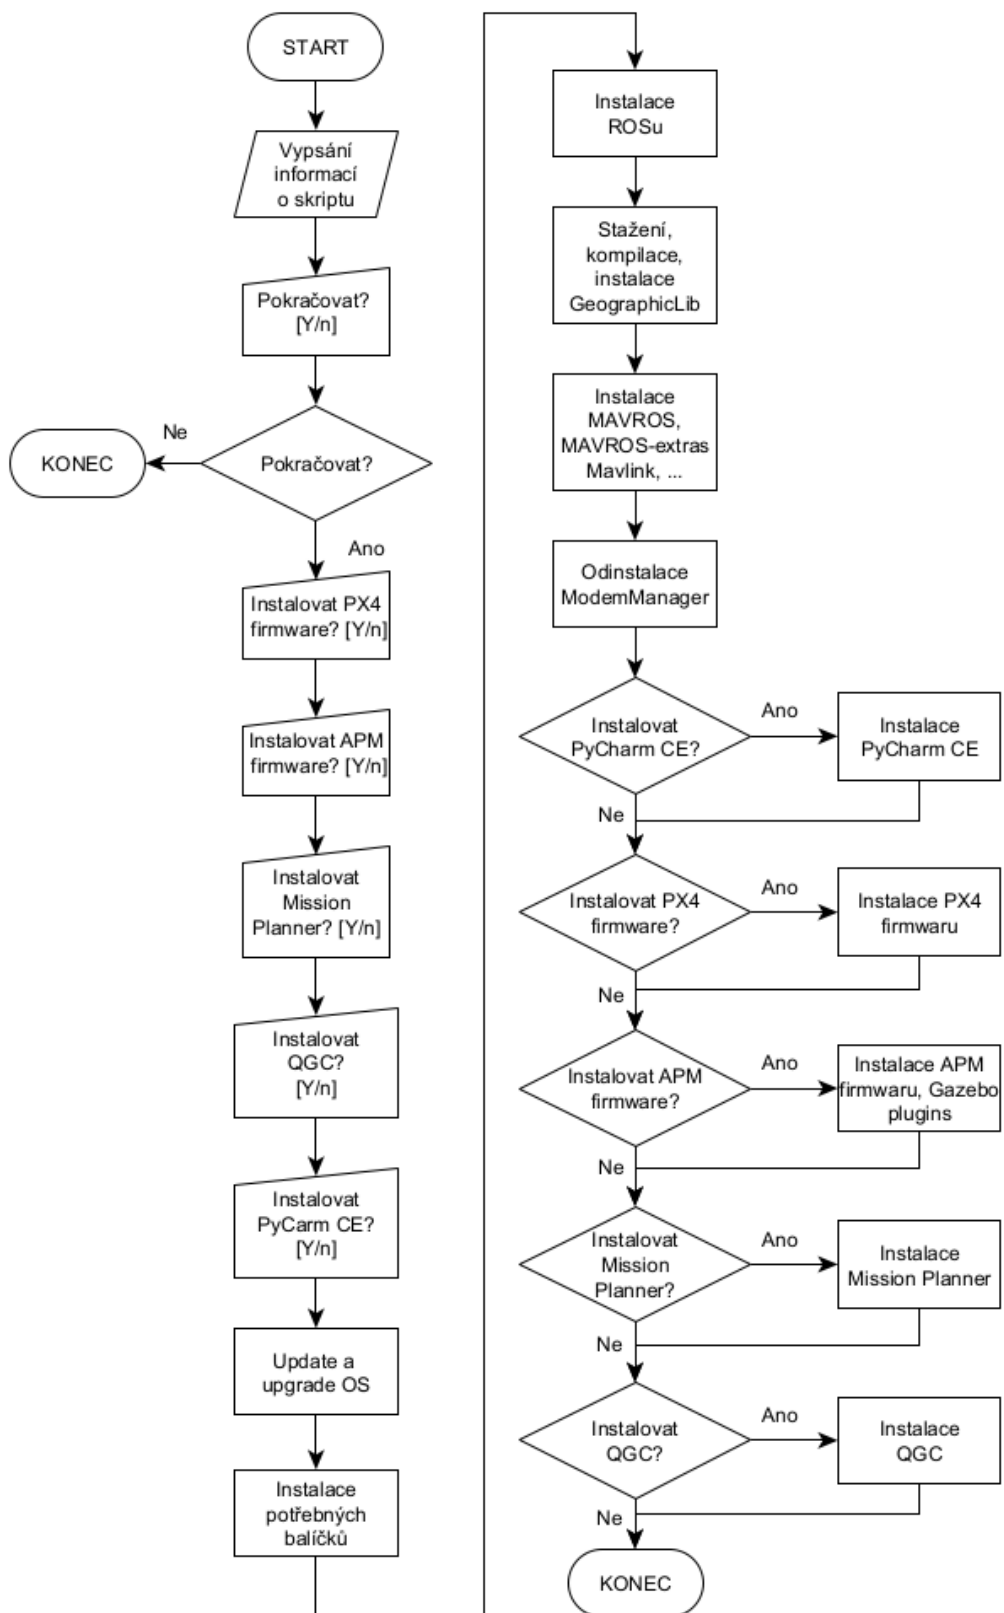 START
Vypsání
informací
o skriptu
Pokračovat?
[Y/n]
Ne
KONEC
Pokračovat?
Ano
Instalovat PX4
firmware? [Y/n]
Instalovat APM
firmware? [Y/n]
Instalovat
Mission
Planner? [Y/n]
Instalovat
QGC?
[Y/n]
Instalovat
PyCarm CE?
[Y/n]
Update a
upgrade OS
Instalace
potřebných
balíčků
Instalace
ROSu
Stažení,
kompilace,
instalace
GeographicLib
Instalace
MAVROS,
MAVROS-extras
Mavlink, ...
Odinstalace
ModemManager
Instalovat
PyCharm CE?
Ano
Instalace
PyCharm CE
Ne
Instalovat PX4
firmware?
Ano
Instalace PX4
firmwaru
Ne
Instalovat APM
firmware?
Ano
Instalace APM
firmwaru, Gazebo
plugins
Ne
Instalovat
Mission
Planner?
Ano
Instalace
Mission Planner
Ne
Instalovat
QGC?
Ano
Instalace
QGC
Ne
KONEC